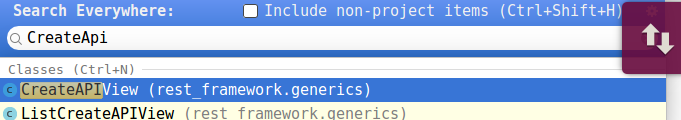 Search Everywhere: Include non-project items (Ctrl+Shift+H)
CreateApi
Classes (Ctrl+N)
C CreateAPIView (rest_framework.generics)
C ListCreateAPIView (rest_framework.generics)